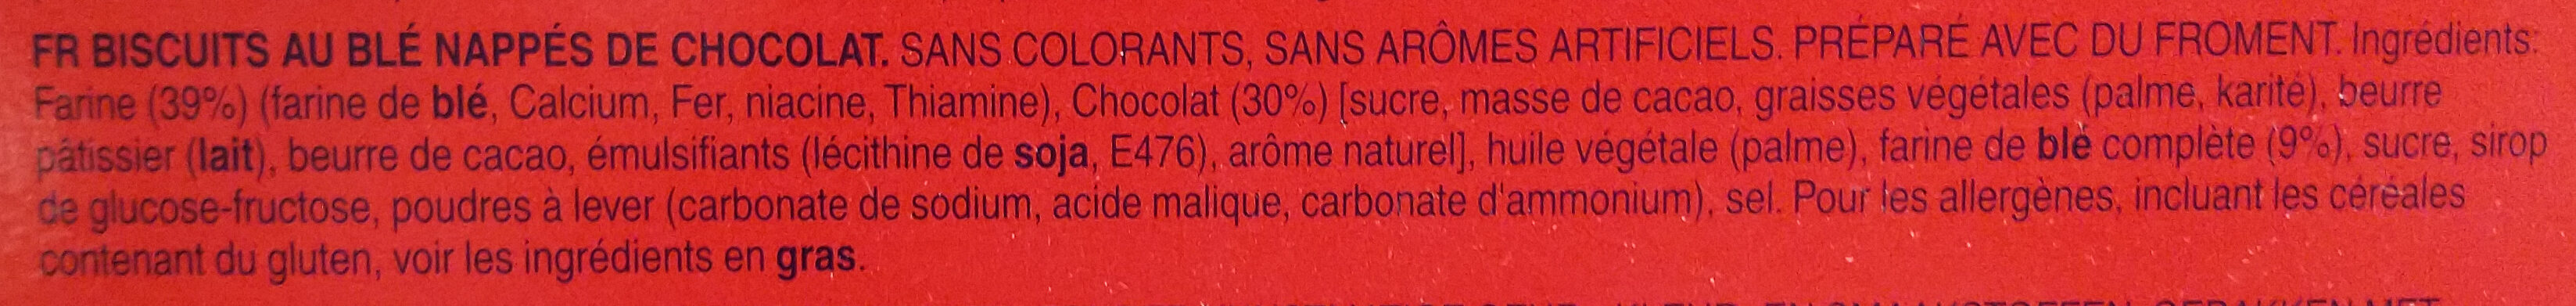 FR BISCUITS AU BLÉ NAPPÉS DE CHOCOLAT. SANS COLORANTS, SANS ARÔMES ARTIFICIELS. PRÉPARÉ AVEC DU FROMENT. Ingrédients:
Farine (39%) (farine de blé, Calcium, Fer, niacine, Thiamine), Chocolat (30%) [sucre, masse de cacao, graisses végétales (palme, karité), beurre
pâtissier (lait), beurre de cacao, émulsifiants (lécithine de soja, E476), arôme naturel], huile végétale (palme), farine de blé complète (9%), sucre, sirop
de glucose-fructose, poudres à lever (carbonate de sodium, acide malique, carbonate d'ammonium), sel. Pour les allergènes, incluant les céréales
contenant du gluten, voir les ingrédients en gras.